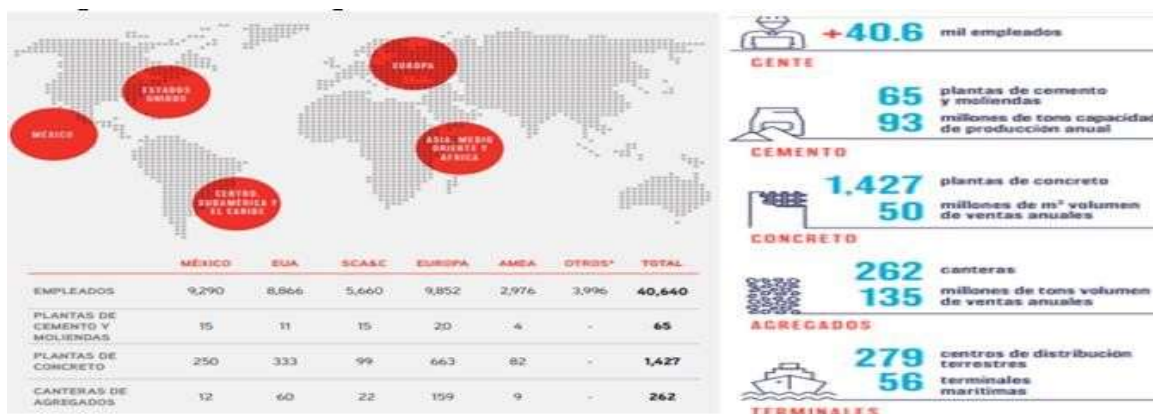 EUROPA
ESTADOS
UNIDOS
MÉXICO
ASIA, MEDIO
ORIENTE Y
AFRICA
CENTRO,
SUDAMÉRICA Y
EL CARIBE
MÉXICO EUA SCA&C EUROPA AMEA OTROS* TOTAL
EMPLEADOS 9,290 8,866 5,660 9,852 2,976 3,996 40,640
PLANTAS DE
CEMENTO Y
MOLIENDAS
15 11 15 20 4 - 65
PLANTAS DE
CONCRETO
250 333 99 663 82 - 1,427
CANTERAS DE
AGREGADOS
12 60 22 159 9 - 262
+40.6 mil empleados
GENTE
65 plantas de cemento
y moliendas
93 millones de tons capacidad
de producción anual
CEMENTO
1,427 plantas de concreto
50 millones de m³ volumen
de ventas anuales
CONCRETO
262 canteras
135 millones de tons volumen
de ventas anuales
AGREGADOS
279 centros de distribución
terrestres
56 terminales
marítimas
TERMINALES